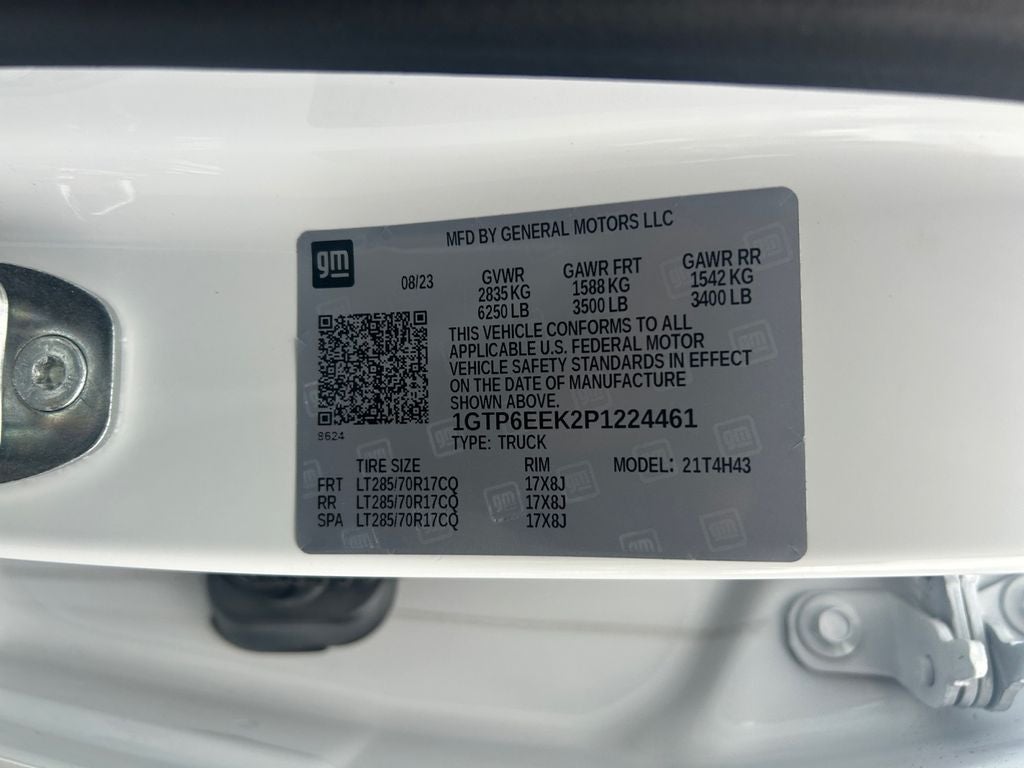 MFD BY GENERAL MOTORS LLC
gm
08/23
GVWR
2835 KG
6250 LB
GAWR FRT
1588 KG
3500 LB
GAWR RR
1542 KG
3400 LB
THIS VEHICLE CONFORMS TO ALL
APPLICABLE U.S. FEDERAL MOTOR
VEHICLE SAFETY STANDARDS IN EFFECT
ON THE DATE OF MANUFACTURE
SHOWN ABOVE.
1GTP6EEK2P1224461
9624
TYPE: TRUCK
TIRE SIZE RIM MODEL: 21T4H43
FRT LT285/70R17CQ 17X8J
RR LT285/70R17CQ 17X8J
SPA LT285/70R17CQ 17X8J